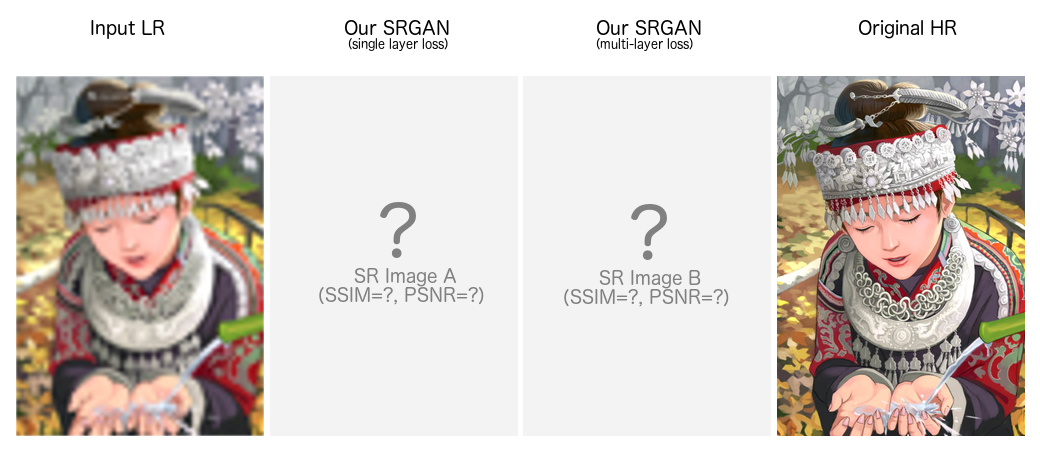 Input LR
Our SRGAN
(single layer loss)
Our SRGAN
(multi-layer loss)
Original HR
?
SR Image A
(SSIM=?, PSNR=?)
?
SR Image B
(SSIM=?, PSNR=?)